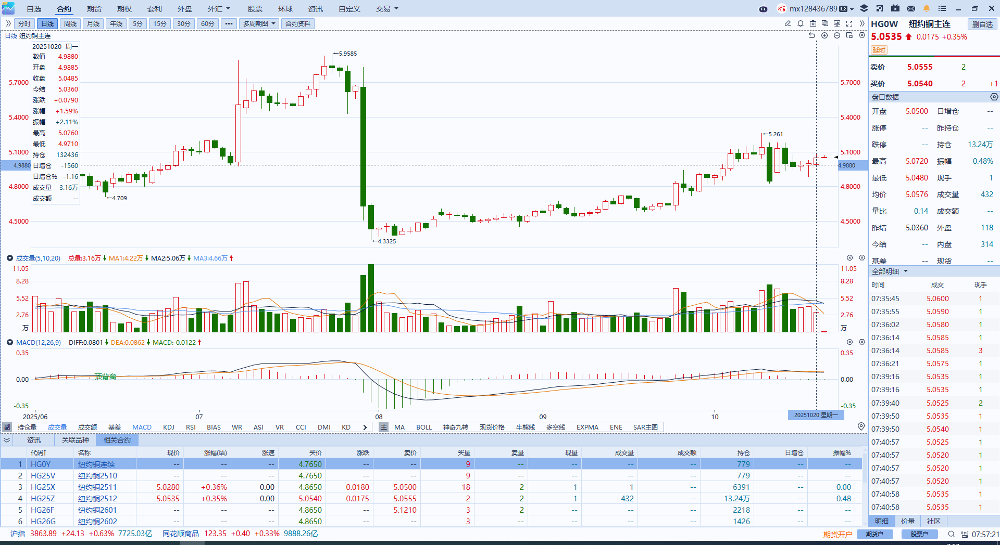 自选 合约 期货 期权 套利 外盘 外汇 股票 环球 资讯 自定义 交易 mx128436789 L2
分时 日线 周线 月线 年线 5分 15分 30分 60分 ••• 多周期图 合约资料
日线 纽约铜主连
20251020 周一
数值 4.9880
开盘 4.9885
收盘 5.0485
今结 5.0360
涨跌 +0.0790
涨幅 +1.59%
振幅 +2.11%
最高 5.0760
最低 4.9710
持仓 132436
日增仓 -1560
日增仓% -1.16
成交量 3.16万
成交额 --
5.7000
5.4000
5.1000
4.9880
4.8000
4.5000
5.9585
4.709
4.3325
5.261
5.7000
5.4000
5.1000
4.9880
4.8000
4.5000
成交量(5,10,20) 总量:3.16万 MA1:4.22万 MA2:5.06万 MA3:4.66万
11.05
8.28
5.52
2.76
万
11.05
8.28
5.52
2.76
万
MACD(12,26,9) DIFF:0.0801 DEA:0.0862 MACD:-0.0122
0.35
0.00
-0.35
顶背离
0.35
0.00
-0.35
2025/06 07 08 09 10 20251020 星期一
副 持仓量 成交量 成交额 基差 MACD KDJ RSI BIAS WR ASI VR CCI DMI KD 主 MA BOLL 神奇九转 现货价格 牛熊线 多空线 EXPMA ENE SAR主图
资讯 关联品种 相关合约
代码↑ 名称 现价 涨幅(结) 涨速 买价 涨跌 卖价 买量 卖量 现量 成交量 成交额 持仓 日增仓 振幅%
1 HG0Y 纽约铜连续 -- -- -- 4.7650 -- -- 9 -- -- -- -- 779 -- --
2 HG25V 纽约铜2510 -- -- -- 4.7650 -- -- 9 -- -- -- -- 779 -- --
3 HG25X 纽约铜2511 5.0280 +0.36% 0.00 4.8650 0.0180 5.0500 18 2 1 1 -- 6391 -- 0.00
4 HG25Z 纽约铜2512 5.0535 +0.35% 0.00 5.0540 0.0175 5.0555 2 2 1 432 -- 13.24万 -- 0.48
5 HG26F 纽约铜2601 -- -- -- 4.8650 -- 5.1210 3 2 -- -- -- 2218 -- --
6 HG26G 纽约铜2602 -- -- -- 4.8650 -- -- 3 -- -- -- -- 1426 -- --
沪指 3863.89 +24.13 +0.63% 7725.03亿 同花顺商品 123.35 +0.40 +0.33% 9888.26亿 期货开户 期货户 股票户 07:57:21
HG0W 纽约铜主连 删自选
5.0535 0.0175 +0.35%
延时
卖价 5.0555 2
买价 5.0540 2 +1
盘口数据
开盘 5.0500 日增仓 --
涨停 -- 昨持仓 --
跌停 -- 持仓 13.24万
最高 5.0720 振幅 0.48%
最低 5.0480 现手 1
均价 5.0576 成交量 432
量比 0.14 成交额 --
昨结 5.0360 外盘 118
今结 -- 内盘 314
基差 -- 现货 --
全部明细
时间 成交 现手
07:35:45 5.0600 1
07:35:55 5.0590 1
07:36:02 5.0580 1
07:36:14 5.0585 1
07:36:14 5.0585 3
07:36:21 5.0575 1
07:39:16 5.0535 1
07:39:16 5.0535 1
07:39:40 5.0525 2
07:39:50 5.0535 1
07:39:50 5.0540 1
07:40:57 5.0525 1
07:40:57 5.0520 1
07:40:57 5.0520 1
07:40:57 5.0520 1
07:40:58 5.0535 1
07:40:58 5.0535 1
明细 价量 社区